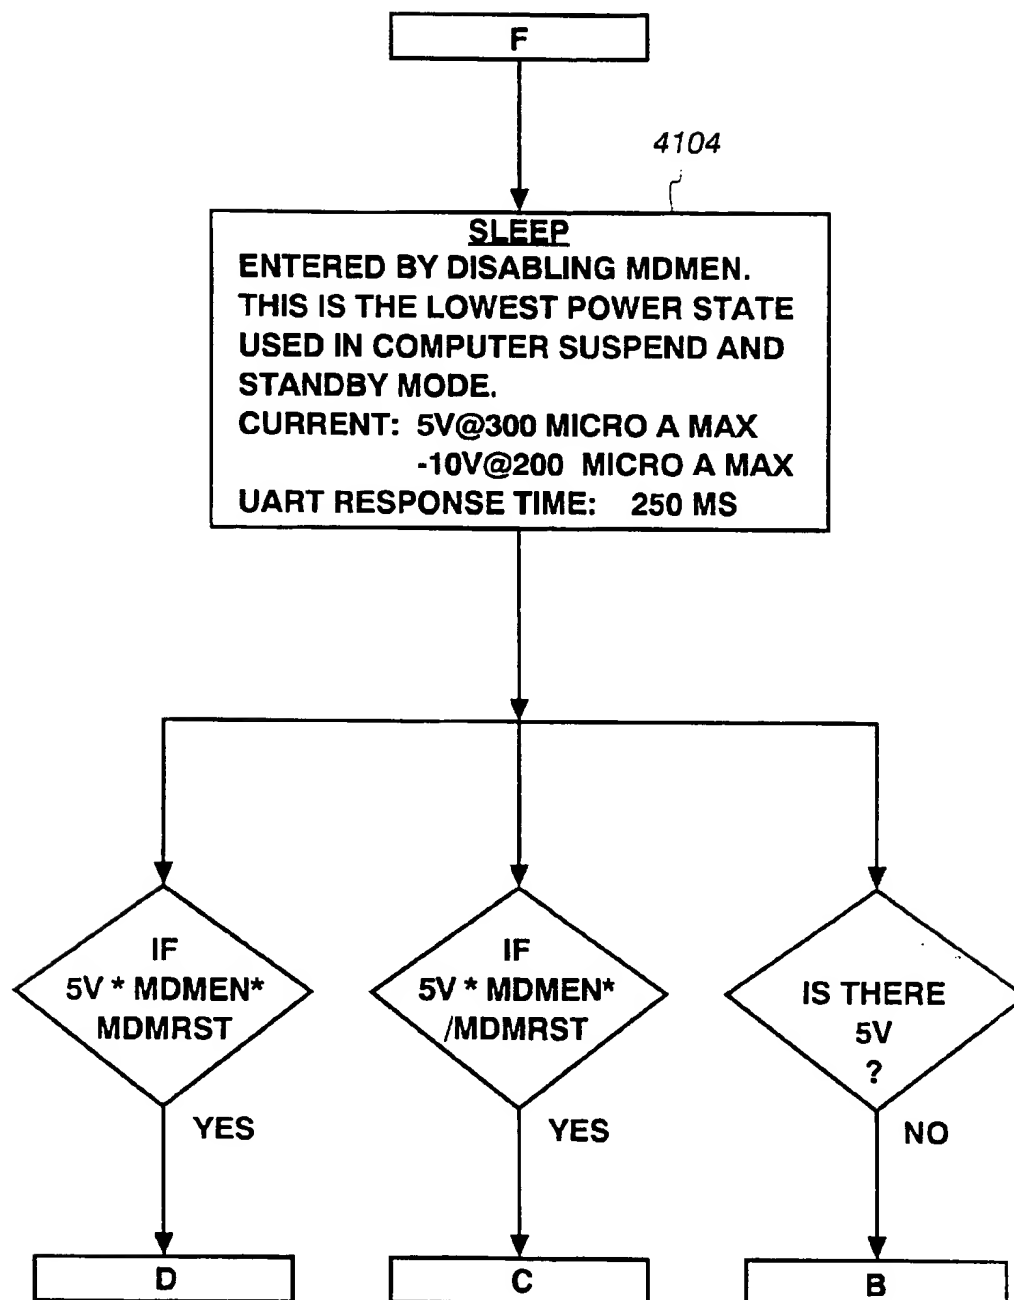 F
4104
SLEEP
ENTERED BY DISABLING MDMEN.
THIS IS THE LOWEST POWER STATE
USED IN COMPUTER SUSPEND AND
STANDBY MODE.
CURRENT: 5V@300 MICRO A MAX
-10V@200 MICRO A MAX
UART RESPONSE TIME: 250 MS
IF
5V * MDMEN*
MDMRST
YES
D
IF
5V * MDMEN*
/MDMRST
YES
C
IS THERE
5V
?
NO
B